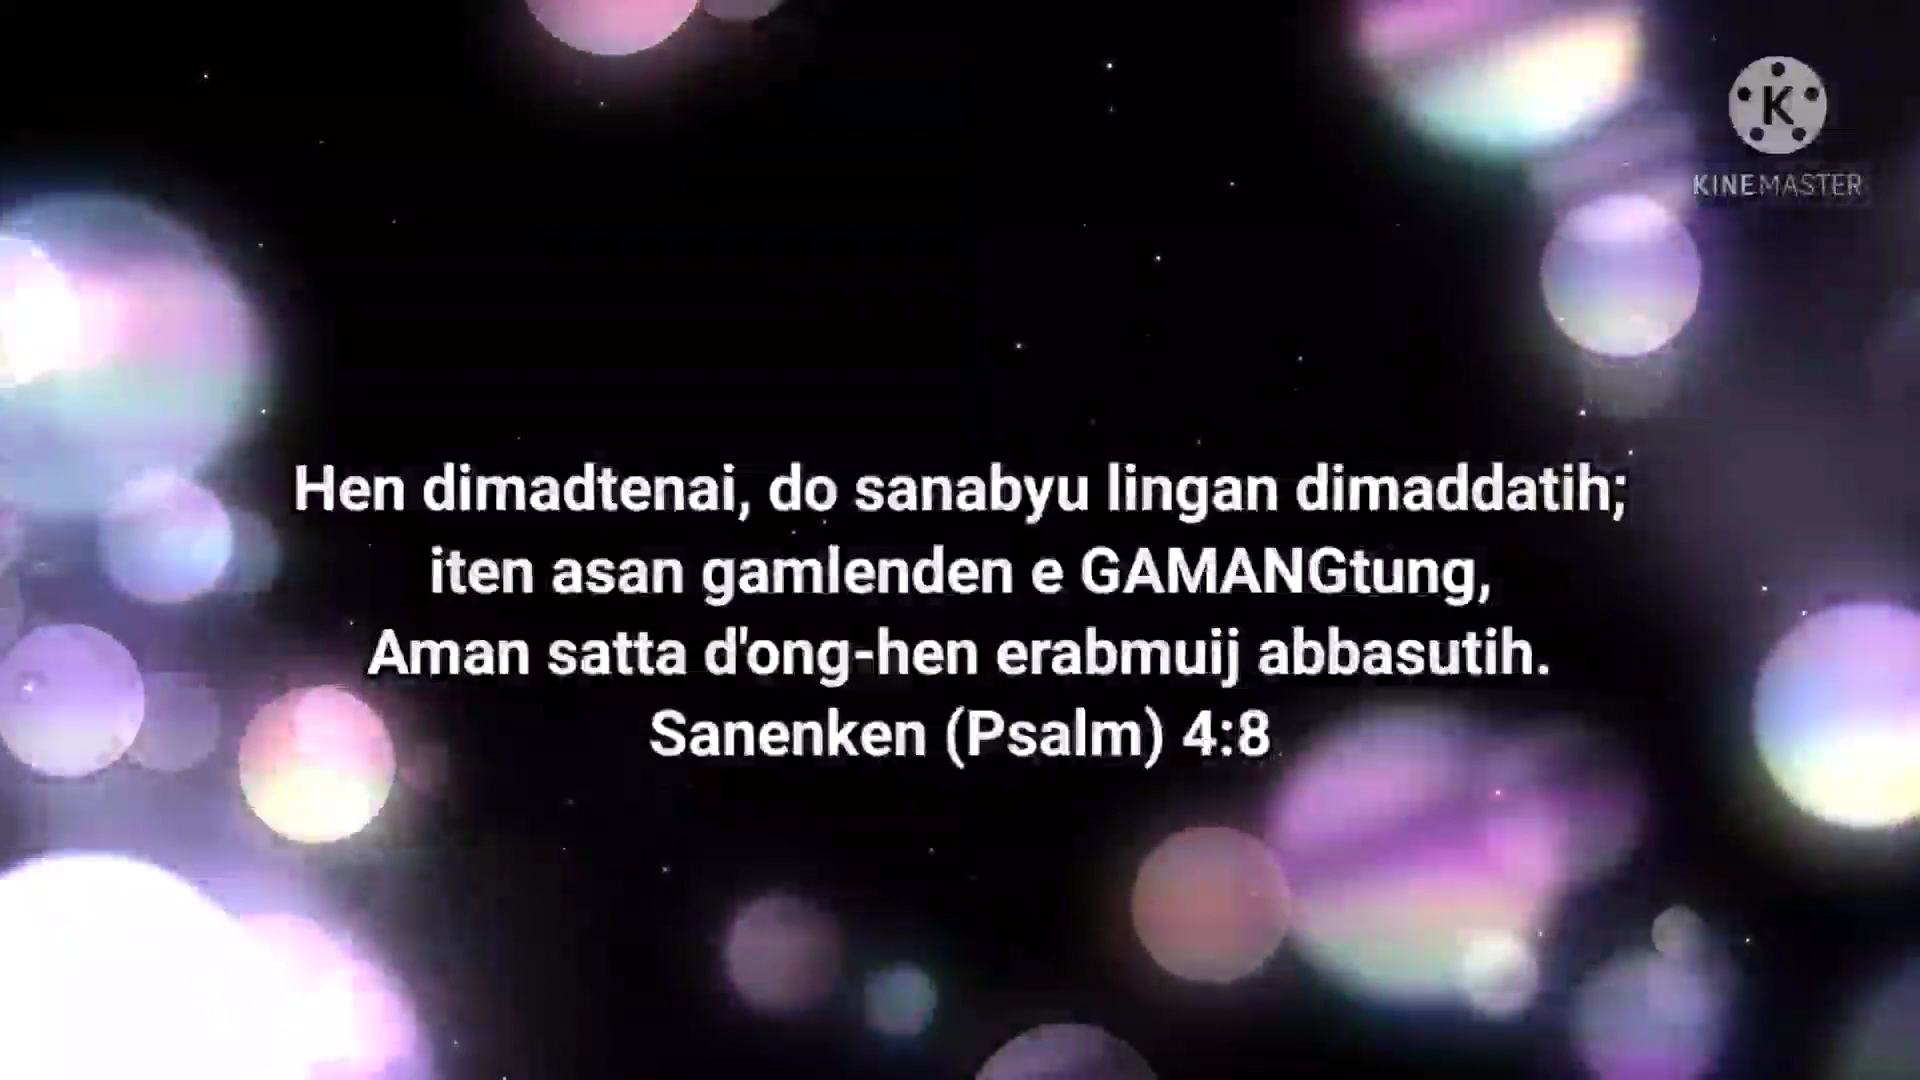 K
KINEMASTER
Hen dimadtenai, do sanabyu lingan dimaddatih;
iten asan gamlenden e GAMANGtung,
Aman satta d'ong-hen erabmuij abbasutih.
Sanenken (Psalm) 4:8